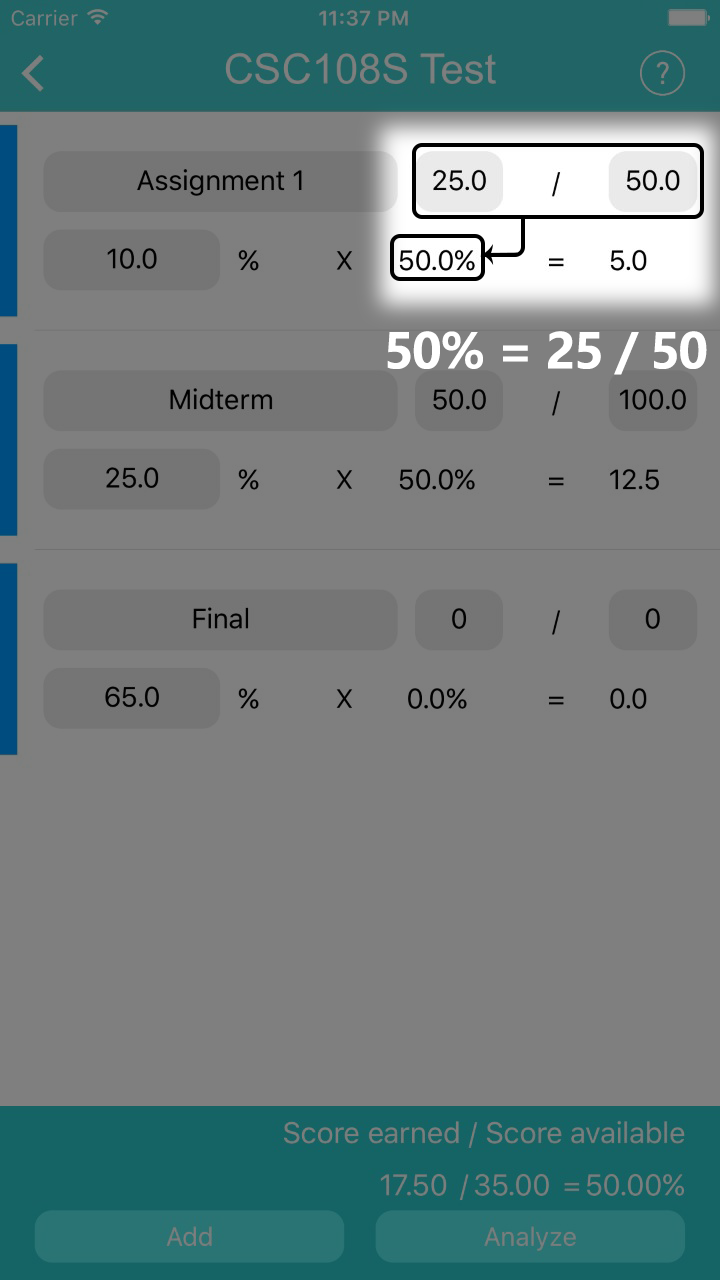 Carrier 11:37 PM
CSC108S Test ?
Assignment 1 25.0 / 50.0
10.0 % X 50.0% = 5.0
50% = 25 / 50
Midterm 50.0 / 100.0
25.0 % X 50.0% = 12.5
Final 0 / 0
65.0 % X 0.0% = 0.0
Score earned / Score available
17.50 / 35.00 = 50.00%
Add Analyze